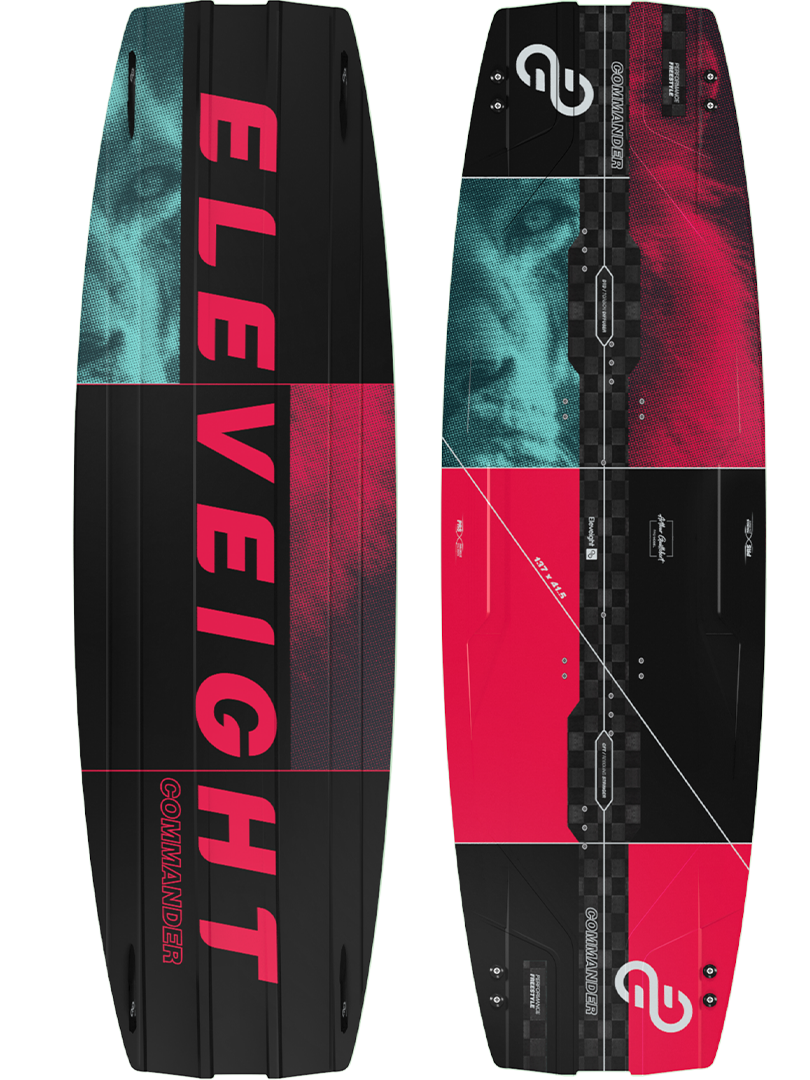 ELEVEIGHT
COMMANDER
COMMANDER
PERFORMANCE
FREESTYLE
Eleveight
137 x 41.5
COMMANDER
PERFORMANCE
FREESTYLE